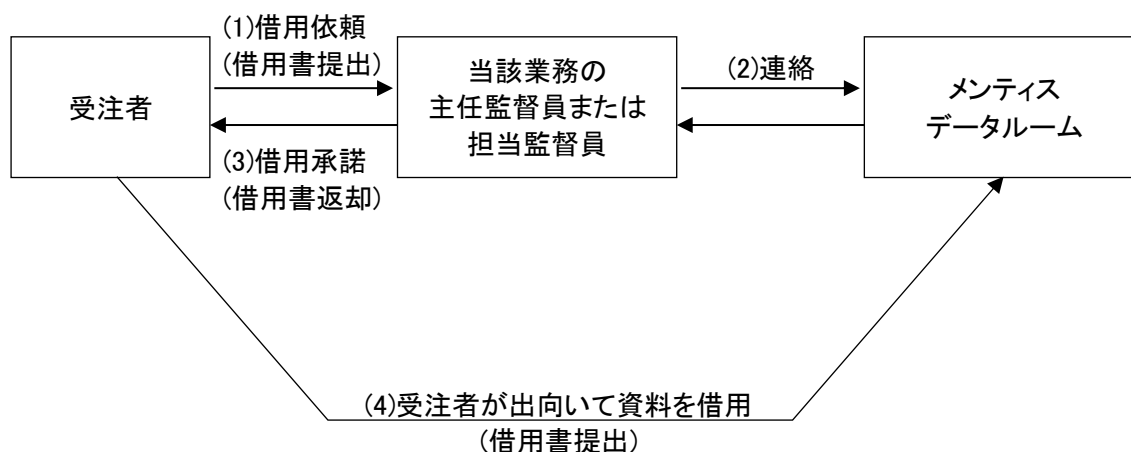 (1)借用依頼
(借用書提出)
受注者
(3)借用承諾
(借用書返却)
当該業務の
主任監督員または
担当監督員
(2)連絡
メンティス
データルーム
(4)受注者が出向いて資料を借用
(借用書提出)